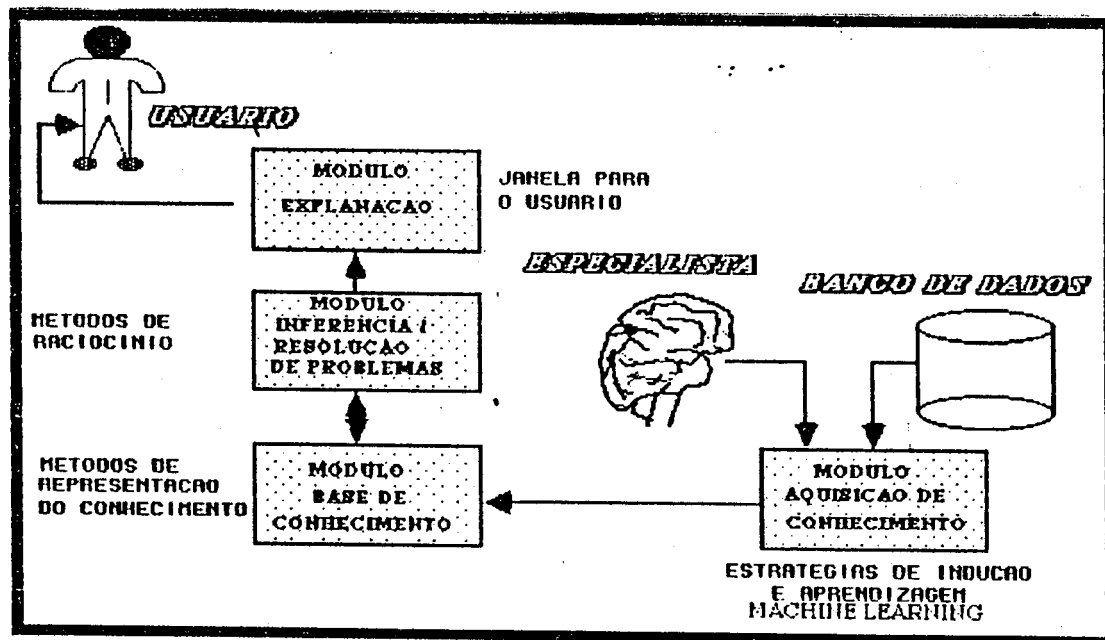 USUARIO
MODULO
EXPLANACAO
JANELA PARA
O USUARIO
METODOS DE
RACIOCINIO
MODULO
INFERENCIA /
RESOLUCAO
DE PROBLEMAS
ESPECIALISTA
BANCO DE DADOS
METODOS DE
REPRESENTACAO
DO CONHECIMENTO
MODULO
BASE DE
CONHECIMENTO
MODULO
AQUISICAO DE
CONHECIMENTO
ESTRATEGIAS DE INDUCAO
E APRENDIZAGEM
MACHINE LEARNING